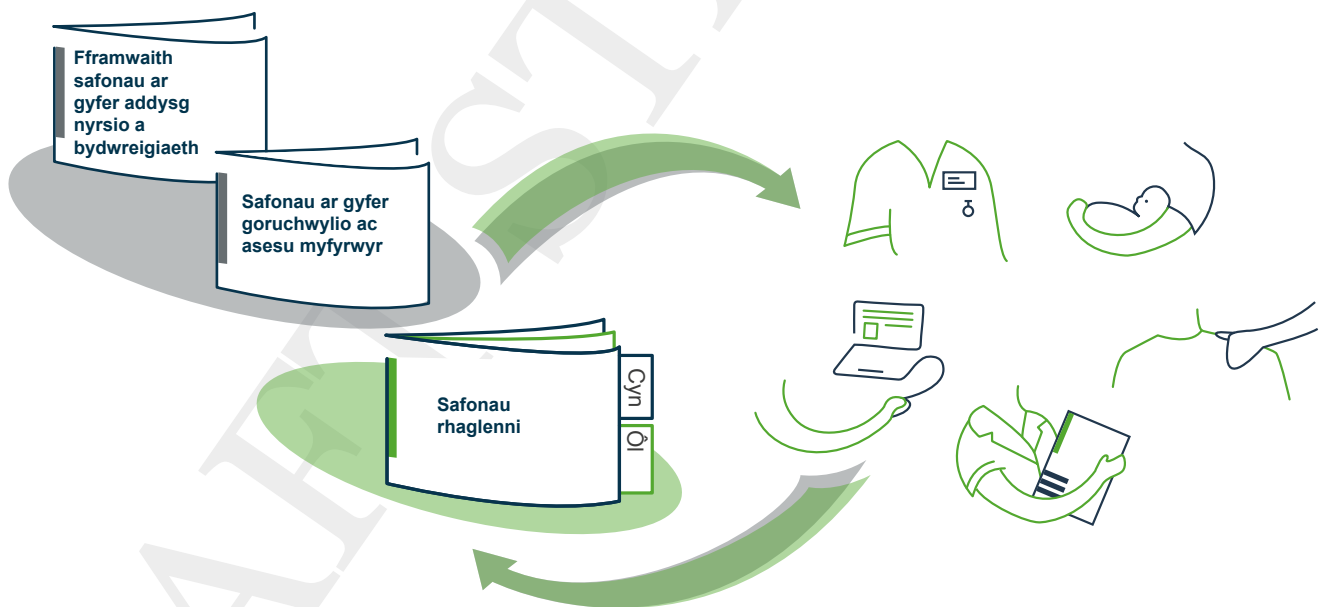 Fframwaith
safonau ar
gyfer addysg
nyrsio a
bydwreigiaeth
Safonau ar gyfer
goruchwylio ac
asesu myfyrwyr
Safonau
rhaglenni
Cyn
Ôl